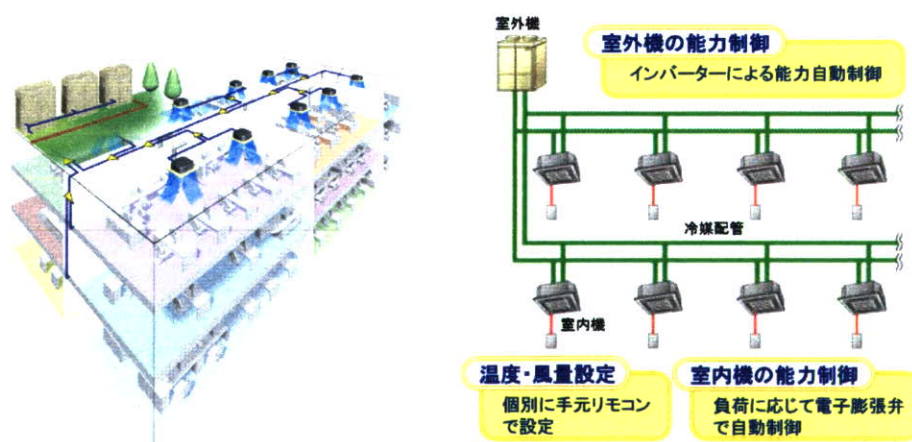 室外機
室外機の能力制御
インバーターによる能力自動制御
冷媒配管
室内機
温度・風量設定
個別に手元リモコン
で設定
室内機の能力制御
負荷に応じて電子膨張弁
で自動制御